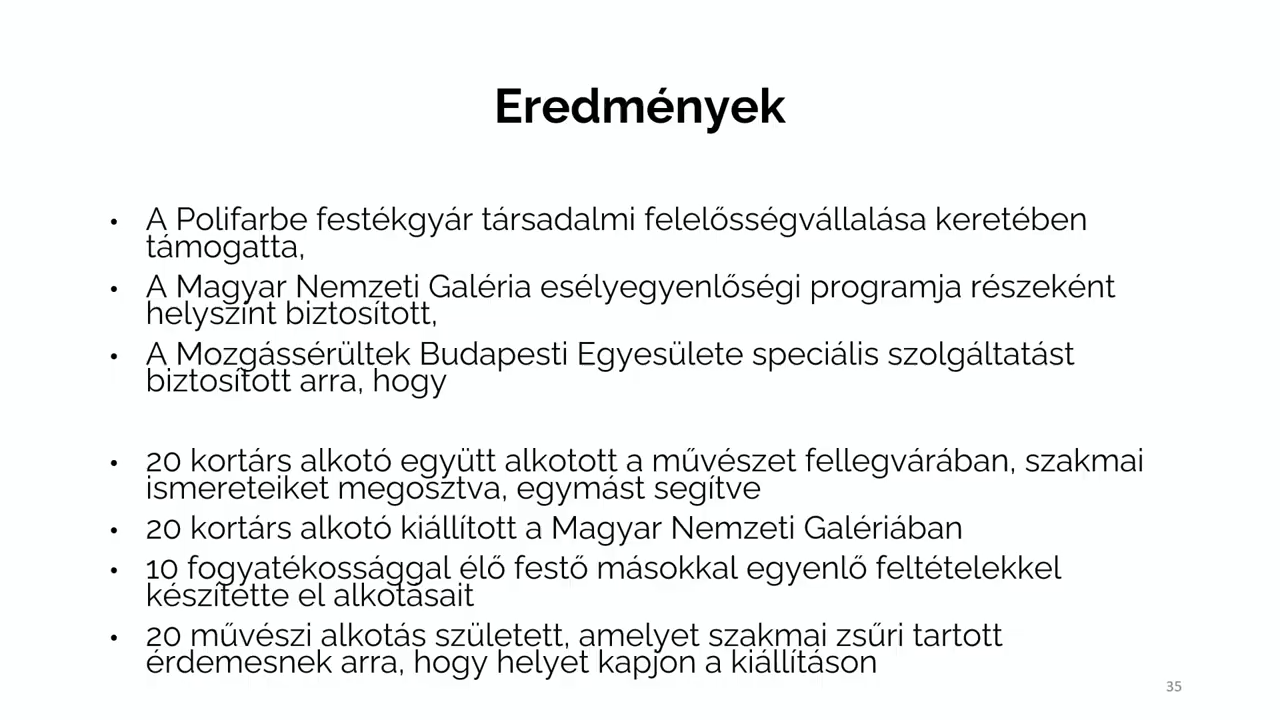 Eredmények
• A Polifarbe festékgyár társadalmi felelősségvállalása keretében
támogatta,
• A Magyar Nemzeti Galéria esélyegyenlőségi programja részeként
helyszínt biztosított,
• A Mozgássérültek Budapesti Egyesülete speciális szolgáltatást
biztosított arra, hogy
• 20 kortárs alkotó együtt alkotott a művészet fellegvárában, szakmai
ismereteiket megosztva, egymást segítve
• 20 kortárs alkotó kiállított a Magyar Nemzeti Galériában
• 10 fogyatékossággal élő festő másokkal egyenlő feltételekkel
készítette el alkotásait
• 20 művészi alkotás született, amelyet szakmai zsűri tartott
érdemesnek arra, hogy helyet kapjon a kiállításon
35